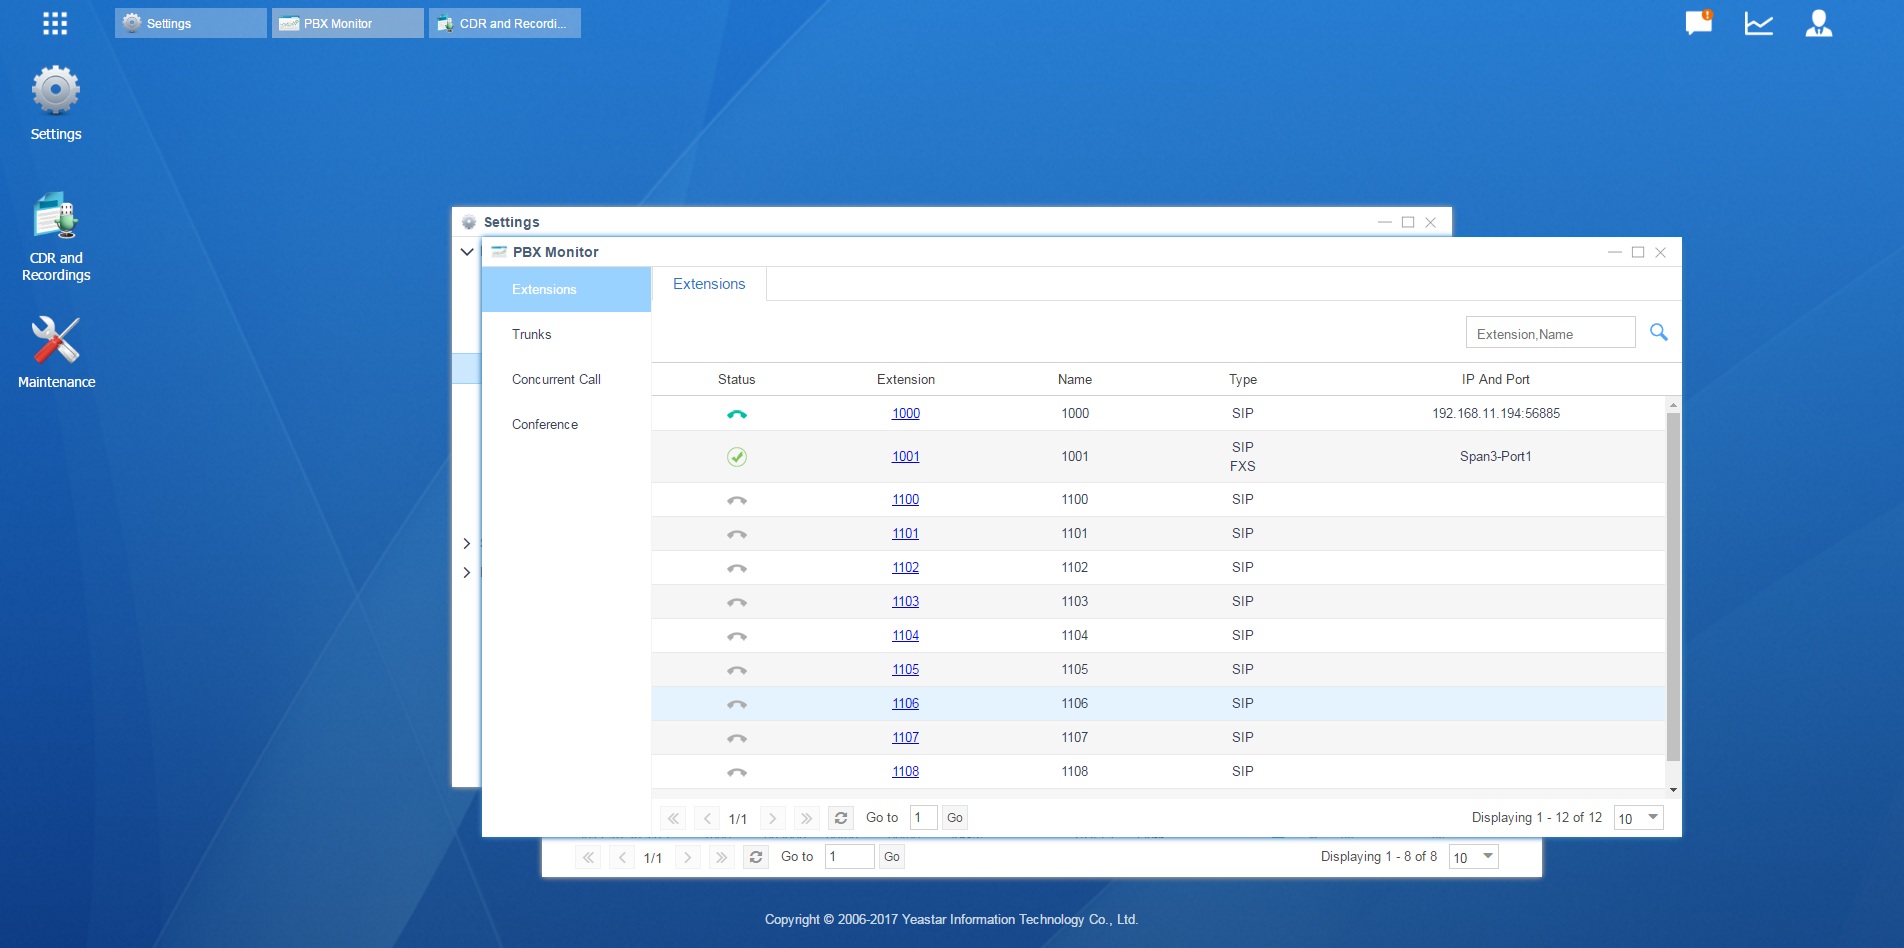 Settings
PBX Monitor
CDR and Recordi...
Settings
CDR and
Recordings
Maintenance
Settings
PBX Monitor
Extensions
Trunks
Concurrent Call
Conference
Extensions
Extension,Name
Status Extension Name Type IP And Port
1000 1000 SIP 192.168.11.194:56885
1001 1001 SIP FXS Span3-Port1
1100 1100 SIP
1101 1101 SIP
1102 1102 SIP
1103 1103 SIP
1104 1104 SIP
1105 1105 SIP
1106 1106 SIP
1107 1107 SIP
1108 1108 SIP
1/1 Go to 1 Go Displaying 1 - 12 of 12 10
1/1 Go to 1 Go Displaying 1 - 8 of 8 10
Copyright © 2006-2017 Yeastar Information Technology Co., Ltd.